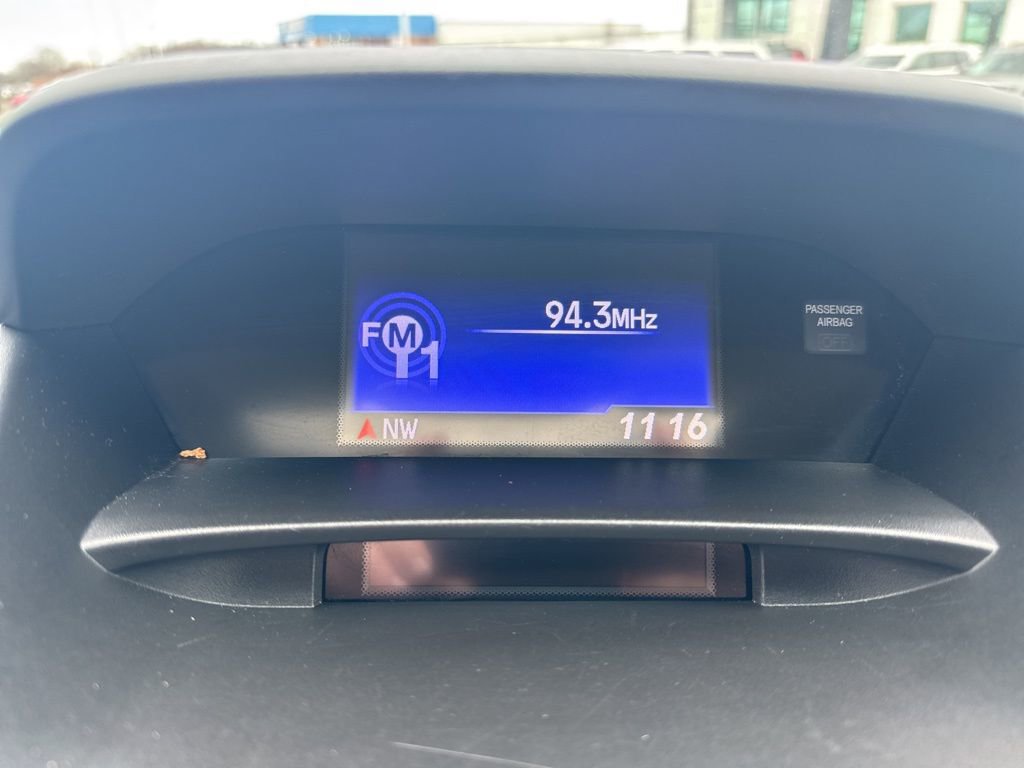 94.3MHz
FM1
PASSENGER
AIRBAG
OFF
NW
11 16